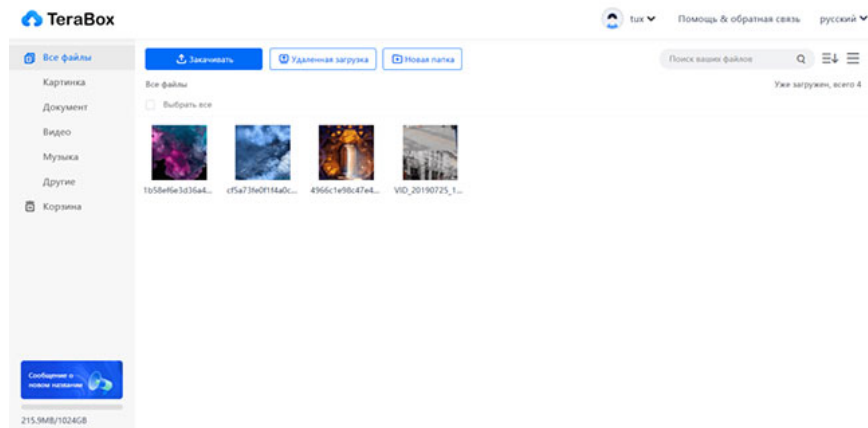 TeraBox
tux
Помощь & обратная связь
русский
Все файлы
Картинка
Документ
Видео
Музыка
Другие
Корзина
Закачивать
Удаленная загрузка
Новая папка
Поиск ваших файлов
Все файлы
Уже загружен, всего 4
Выбрать все
1b58ef6e3d36a4...
cf5a73fe0f1f4a0c...
4966c1e98c47e4...
VID_20190725_1...
Сообщение о
новом названии
215.9MB/1024GB